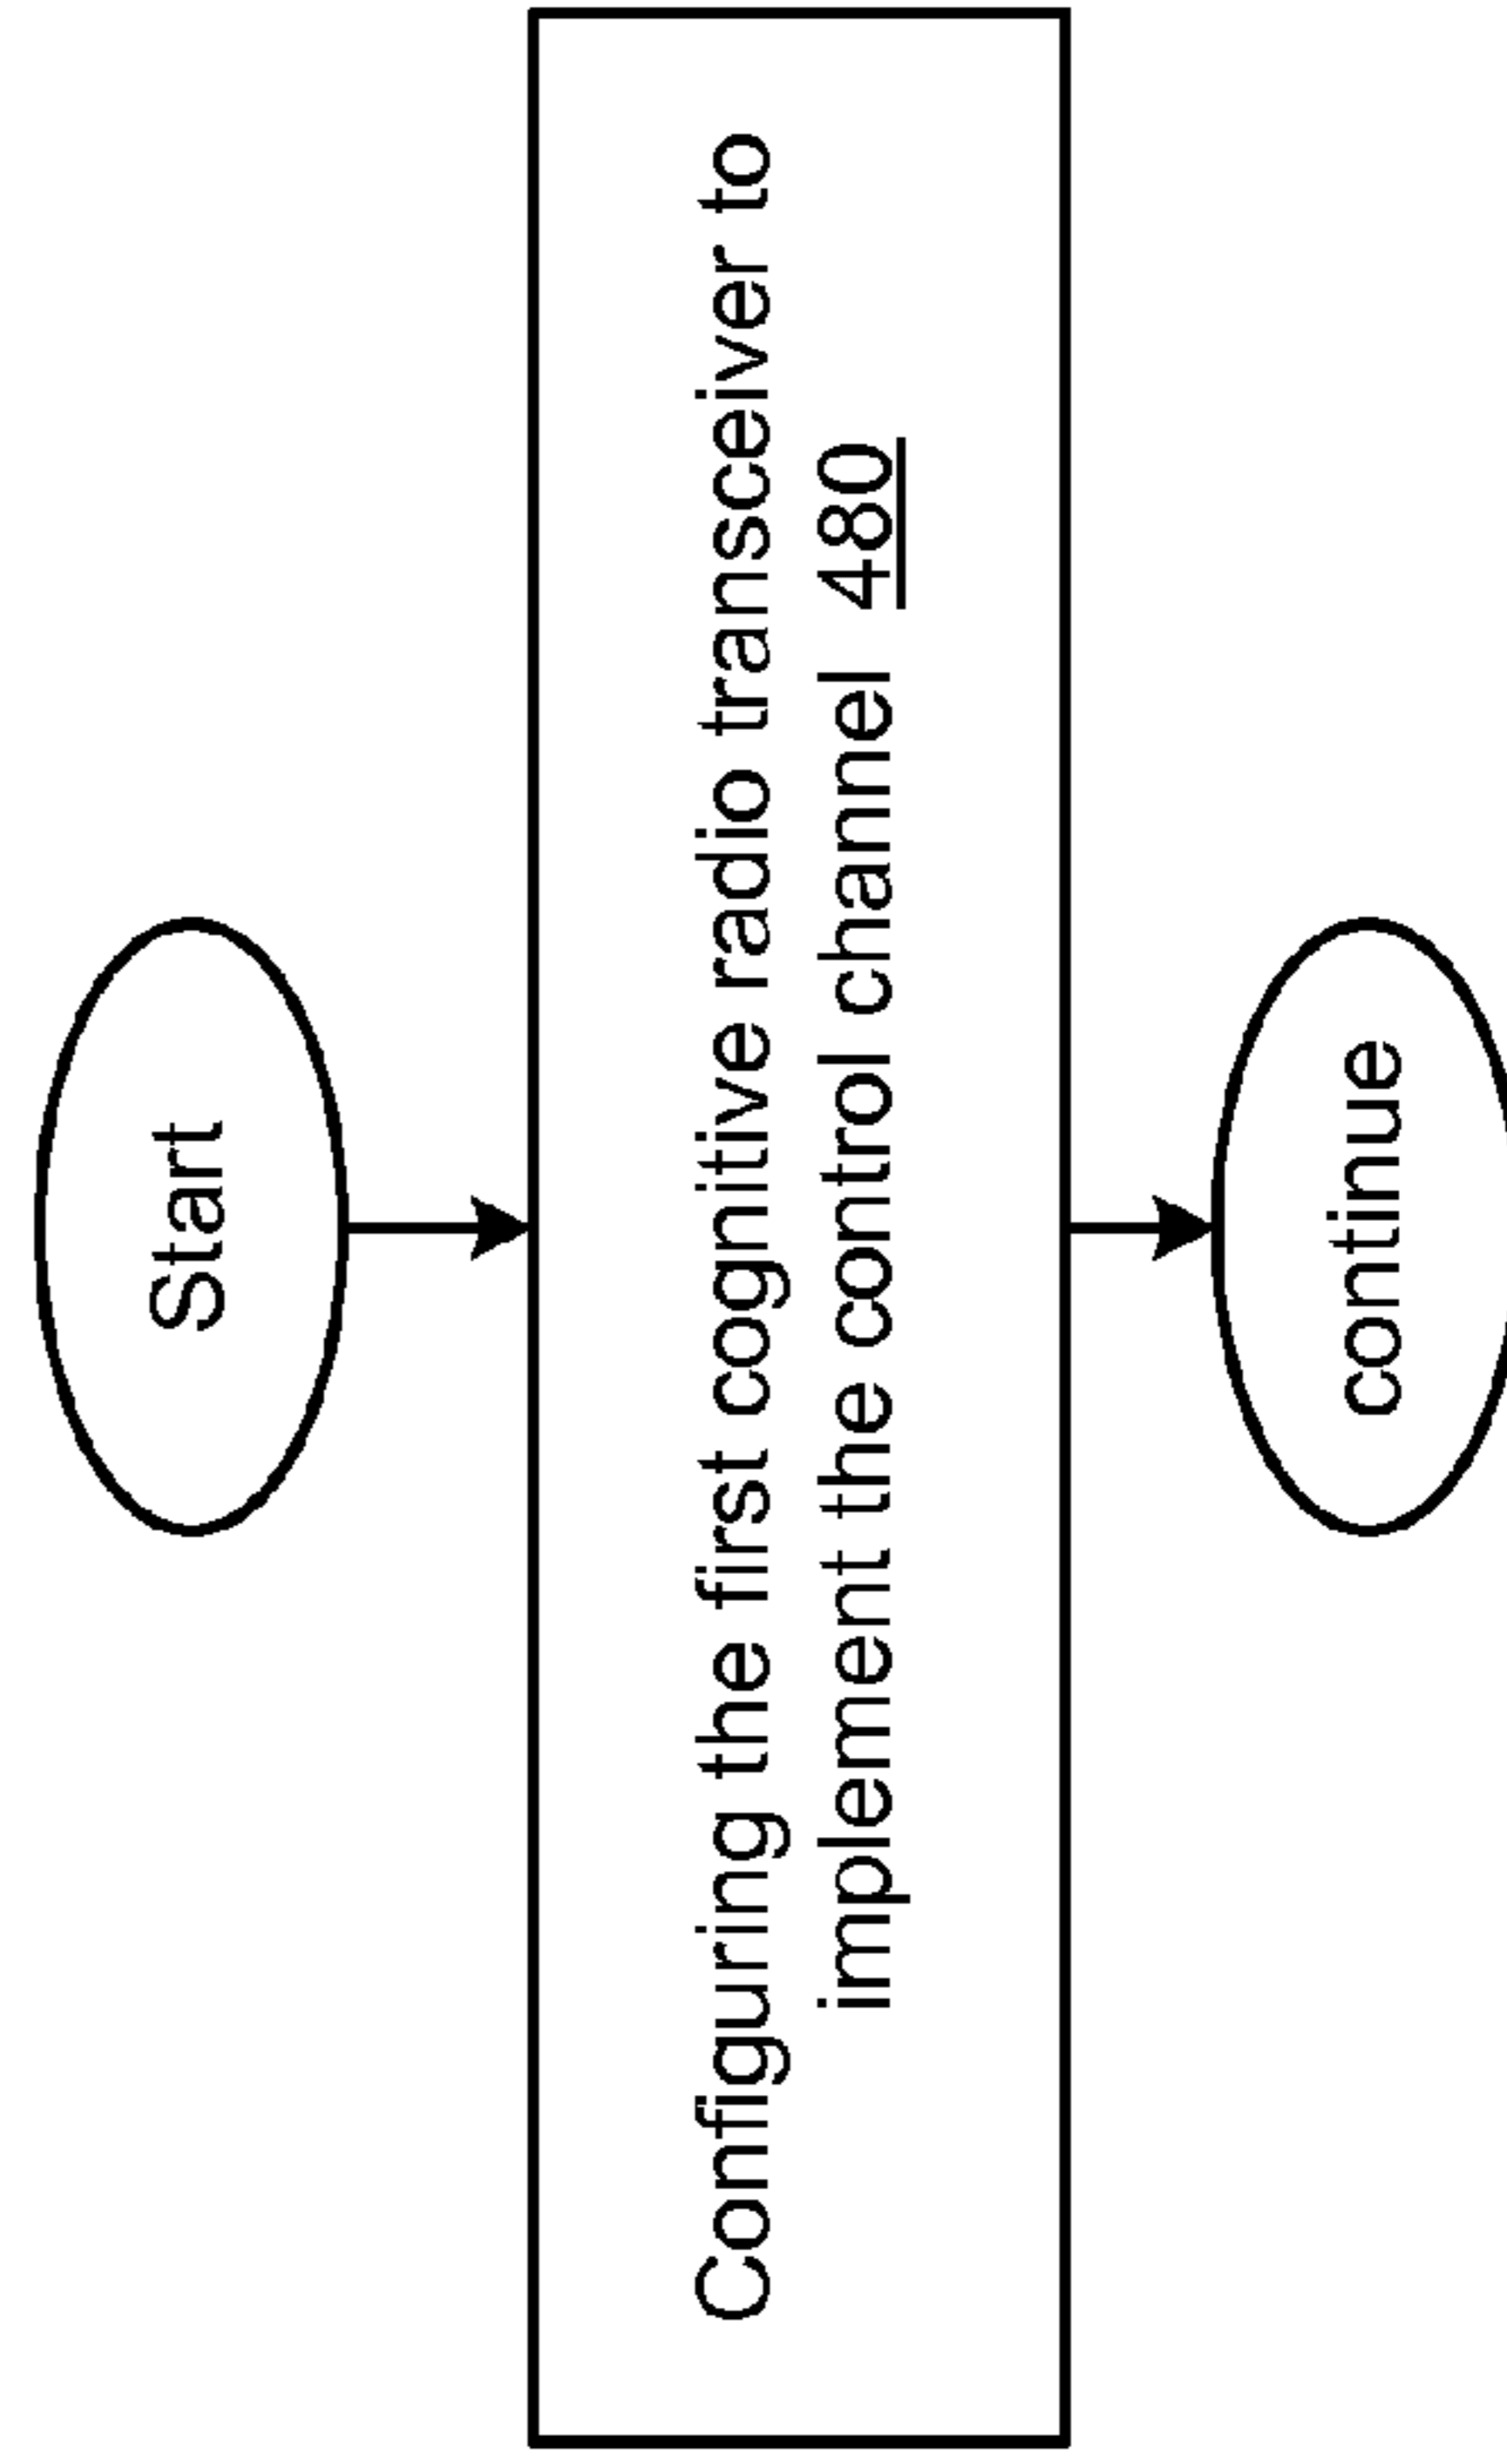 Start
Configuring the first cognitive radio transceiver to
implement the control channel 480
continue